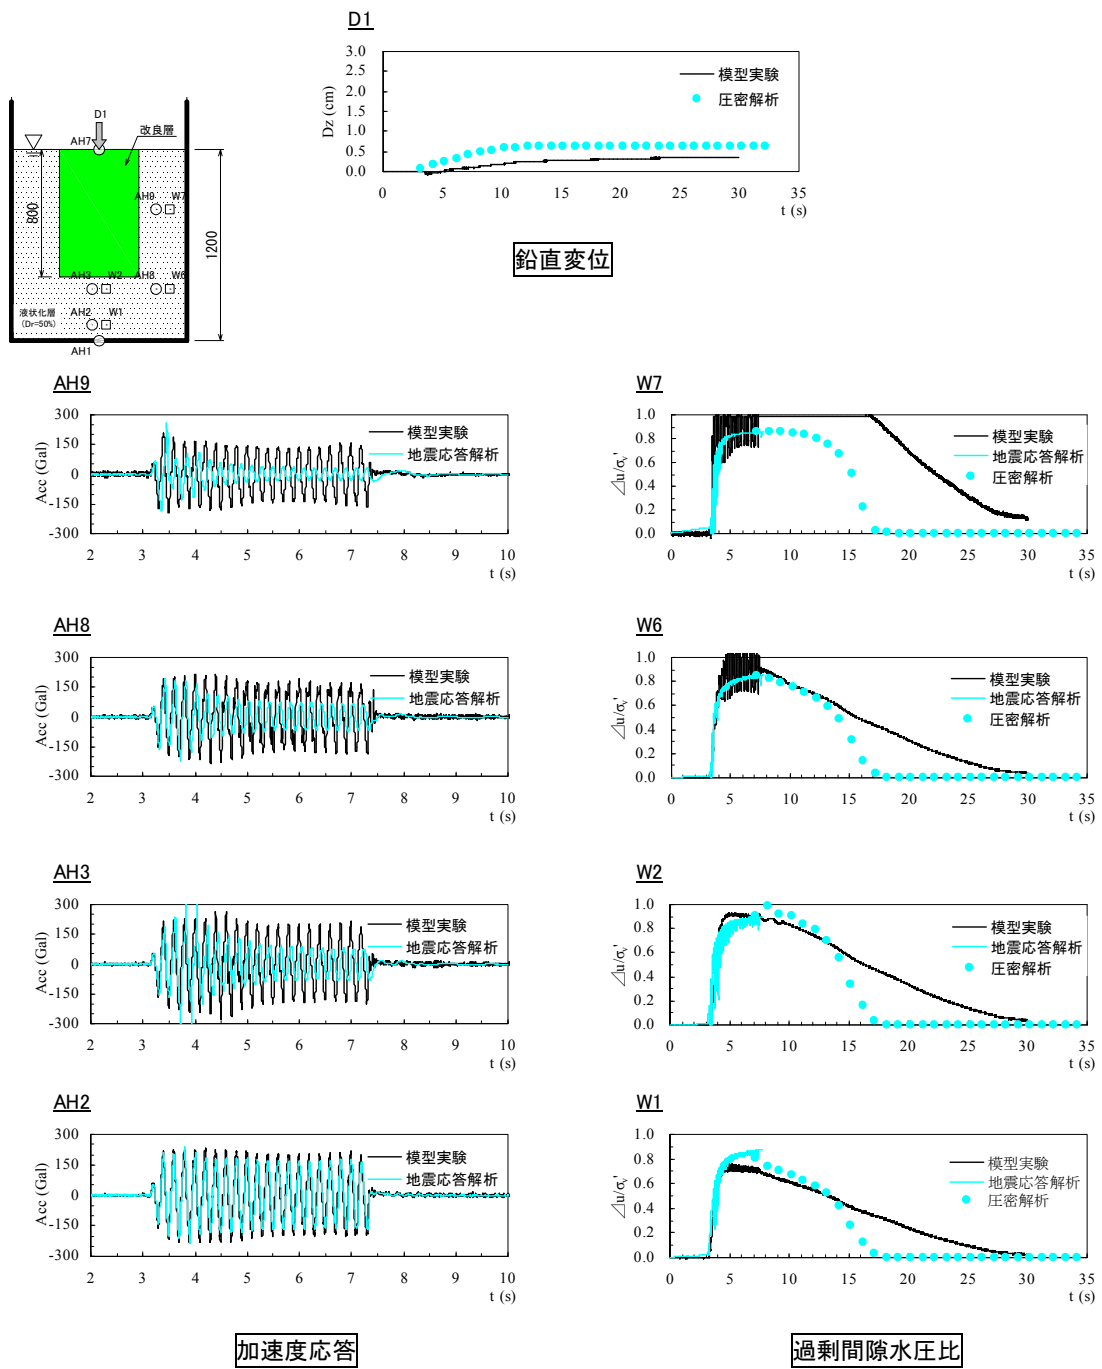 D1
3.0
2.5
2.0
1.5
1.0
0.5
0.0
Dz (cm)
模型実験
圧密解析
0 5 10 15 20 25 30 35
t (s)
鉛直変位
D1
AH7
改良層
AH9 W7
800
1200
AH3 W2 AH8 W6
液状化層
(Dr=50%)
AH2 W1
AH1
AH9
300
150
0
-150
-300
Acc (Gal)
模型実験
地震応答解析
2 3 4 5 6 7 8 9 10
t (s)
W7
1.0
0.8
0.6
0.4
0.2
0.0
⊿u/σv'
模型実験
地震応答解析
圧密解析
0 5 10 15 20 25 30 35
t (s)
AH8
300
150
0
-150
-300
Acc (Gal)
模型実験
地震応答解析
2 3 4 5 6 7 8 9 10
t (s)
W6
1.0
0.8
0.6
0.4
0.2
0.0
⊿u/σv'
模型実験
地震応答解析
圧密解析
0 5 10 15 20 25 30 35
t (s)
AH3
300
150
0
-150
-300
Acc (Gal)
模型実験
地震応答解析
2 3 4 5 6 7 8 9 10
t (s)
W2
1.0
0.8
0.6
0.4
0.2
0.0
⊿u/σv'
模型実験
地震応答解析
圧密解析
0 5 10 15 20 25 30 35
t (s)
AH2
300
150
0
-150
-300
Acc (Gal)
模型実験
地震応答解析
2 3 4 5 6 7 8 9 10
t (s)
W1
1.0
0.8
0.6
0.4
0.2
0.0
⊿u/σv'
模型実験
地震応答解析
圧密解析
0 5 10 15 20 25 30 35
t (s)
加速度応答
過剰間隙水圧比